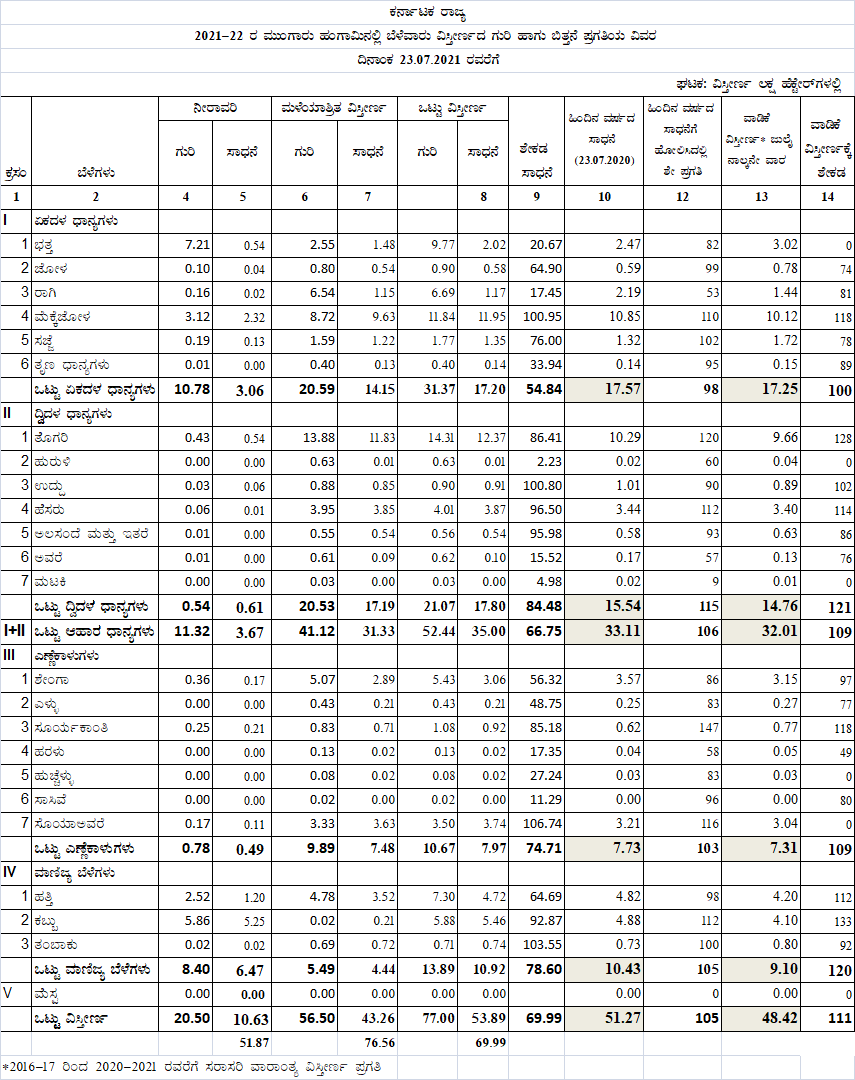 ಕರ್ನಾಟಕ ರಾಜ್ಯ
2021–22 ರ ಮುಂಗಾರು ಹಂಗಾಮಿನಲ್ಲಿ ಬೆಳೆವಾರು ವಿಸ್ತೀರ್ಣದ ಗುರಿ ಹಾಗು ಬಿತ್ತನೆ ಪ್ರಗತಿಯ ವಿವರ
ದಿನಾಂಕ 23.07.2021 ರವರೆಗೆ
ಘಟಕ: ವಿಸ್ತೀರ್ಣ ಲಕ್ಷ ಹೆಕ್ಟೇರ್‌ಗಳಲ್ಲಿ
ಕ್ರಸಂ ಬೆಳೆಗಳು ನೀರಾವರಿ ಮಳೆಯಾಶ್ರಿತ ವಿಸ್ತೀರ್ಣ ಒಟ್ಟು ವಿಸ್ತೀರ್ಣ ಶೇಕಡ ಸಾಧನೆ ಹಿಂದಿನ ವರ್ಷದ ಸಾಧನೆ (23.07.2020) ಹಿಂದಿನ ವರ್ಷದ ಸಾಧನೆಗೆ ಹೋಲಿಸಿದಲ್ಲಿ ಶೇ ಪ್ರಗತಿ ವಾಡಿಕೆ ವಿಸ್ತೀರ್ಣ* ಜುಲೈ ನಾಲ್ಕನೇ ವಾರ ವಾಡಿಕೆ ವಿಸ್ತೀರ್ಣಕ್ಕೆ ಶೇಕಡ
ಗುರಿ ಸಾಧನೆ ಗುರಿ ಸಾಧನೆ ಗುರಿ ಸಾಧನೆ
1 2 4 5 6 7 8 9 10 12 13 14
I ಏಕದಳ ಧಾನ್ಯಗಳು
1 ಭತ್ತ 7.21 0.54 2.55 1.48 9.77 2.02 20.67 2.47 82 3.02 0
2 ಜೋಳ 0.10 0.04 0.80 0.54 0.90 0.58 64.90 0.59 99 0.78 74
3 ರಾಗಿ 0.16 0.02 6.54 1.15 6.69 1.17 17.45 2.19 53 1.44 81
4 ಮೆಕ್ಕೆಜೋಳ 3.12 2.32 8.72 9.63 11.84 11.95 100.95 10.85 110 10.12 118
5 ಸಜ್ಜೆ 0.19 0.13 1.59 1.22 1.77 1.35 76.00 1.32 102 1.72 78
6 ತೃಣ ಧಾನ್ಯಗಳು 0.01 0.00 0.40 0.13 0.40 0.14 33.94 0.14 95 0.15 89
ಒಟ್ಟು ಏಕದಳ ಧಾನ್ಯಗಳು 10.78 3.06 20.59 14.15 31.37 17.20 54.84 17.57 98 17.25 100
II ದ್ವಿದಳ ಧಾನ್ಯಗಳು
1 ತೊಗರಿ 0.43 0.54 13.88 11.83 14.31 12.37 86.41 10.29 120 9.66 128
2 ಹುರುಳಿ 0.00 0.00 0.63 0.01 0.63 0.01 2.23 0.02 60 0.04 0
3 ಉದ್ದು 0.03 0.06 0.88 0.85 0.90 0.91 100.80 1.01 90 0.89 102
4 ಹೆಸರು 0.06 0.01 3.95 3.85 4.01 3.87 96.50 3.44 112 3.40 114
5 ಅಲಸಂದೆ ಮತ್ತು ಇತರೆ 0.01 0.00 0.55 0.54 0.56 0.54 95.98 0.58 93 0.63 86
6 ಅವರೆ 0.01 0.00 0.61 0.09 0.62 0.10 15.52 0.17 57 0.13 76
7 ಮಟಕಿ 0.00 0.00 0.03 0.00 0.03 0.00 4.98 0.02 9 0.01 0
ಒಟ್ಟು ದ್ವಿದಳ ಧಾನ್ಯಗಳು 0.54 0.61 20.53 17.19 21.07 17.80 84.48 15.54 115 14.76 121
I+II ಒಟ್ಟು ಆಹಾರ ಧಾನ್ಯಗಳು 11.32 3.67 41.12 31.33 52.44 35.00 66.75 33.11 106 32.01 109
III ಎಣ್ಣೆಕಾಳುಗಳು
1 ಶೇಂಗಾ 0.36 0.17 5.07 2.89 5.43 3.06 56.32 3.57 86 3.15 97
2 ಎಳ್ಳು 0.00 0.00 0.43 0.21 0.43 0.21 48.75 0.25 83 0.27 77
3 ಸೂರ್ಯಕಾಂತಿ 0.25 0.21 0.83 0.71 1.08 0.92 85.18 0.62 147 0.77 118
4 ಹರಳು 0.00 0.00 0.13 0.02 0.13 0.02 17.35 0.04 58 0.05 49
5 ಹುಚ್ಚೆಳ್ಳು 0.00 0.00 0.08 0.02 0.08 0.02 27.24 0.03 83 0.03 0
6 ಸಾಸಿವೆ 0.00 0.00 0.02 0.00 0.02 0.00 11.29 0.00 96 0.00 80
7 ಸೊಯಾಅವರೆ 0.17 0.11 3.33 3.63 3.50 3.74 106.74 3.21 116 3.04 0
ಒಟ್ಟು ಎಣ್ಣೆಕಾಳುಗಳು 0.78 0.49 9.89 7.48 10.67 7.97 74.71 7.73 103 7.31 109
IV ವಾಣಿಜ್ಯ ಬೆಳೆಗಳು
1 ಹತ್ತಿ 2.52 1.20 4.78 3.52 7.30 4.72 64.69 4.82 98 4.20 112
2 ಕಬ್ಬು 5.86 5.25 0.02 0.21 5.88 5.46 92.87 4.88 112 4.10 133
3 ತಂಬಾಕು 0.02 0.02 0.69 0.72 0.71 0.74 103.55 0.73 100 0.80 92
ಒಟ್ಟು ವಾಣಿಜ್ಯ ಬೆಳೆಗಳು 8.40 6.47 5.49 4.44 13.89 10.92 78.60 10.43 105 9.10 120
V ಮೆಸ್ಟ 0.00 0.00 0.00 0.00 0.00 0.00 0.00 0 0.00 0
ಒಟ್ಟು ವಿಸ್ತೀರ್ಣ 20.50 10.63 56.50 43.26 77.00 53.89 69.99 51.27 105 48.42 111
51.87 76.56 69.99
*2016–17 ರಿಂದ 2020–2021 ರವರೆಗೆ ಸರಾಸರಿ ವಾರಾಂತ್ಯ ವಿಸ್ತೀರ್ಣ ಪ್ರಗತಿ